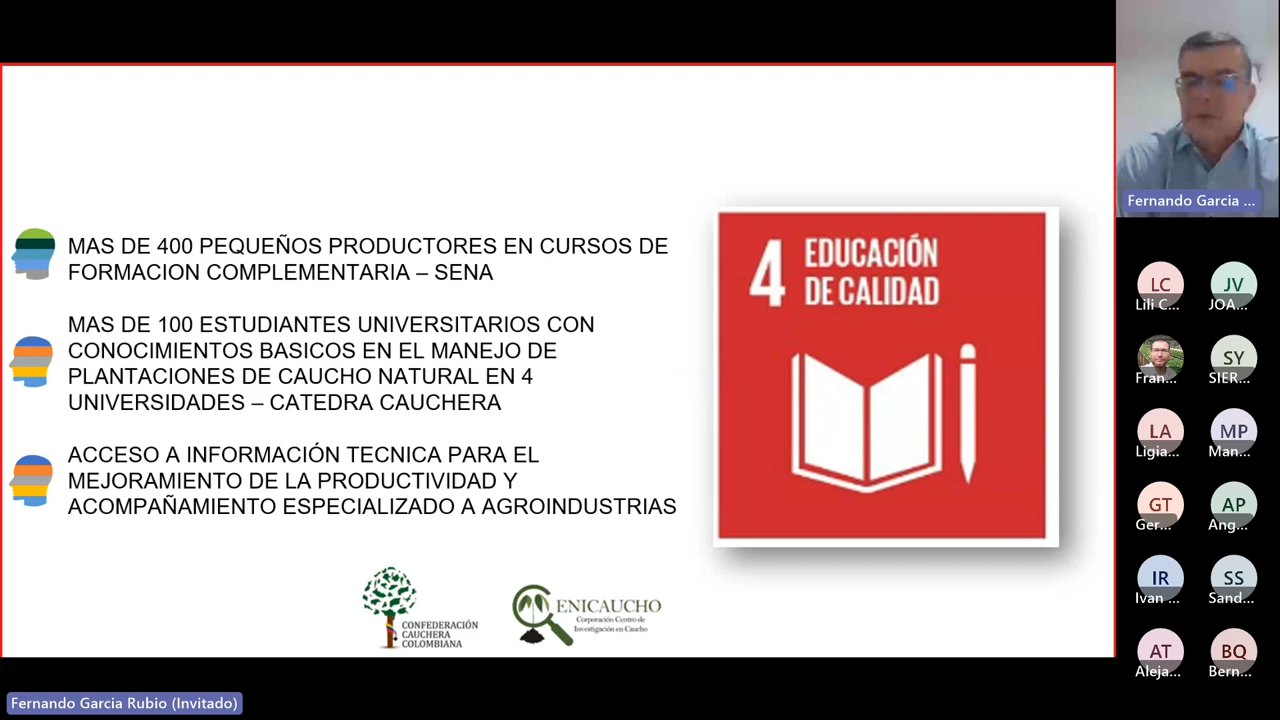 MAS DE 400 PEQUEÑOS PRODUCTORES EN CURSOS DE
FORMACION COMPLEMENTARIA – SENA
MAS DE 100 ESTUDIANTES UNIVERSITARIOS CON
CONOCIMIENTOS BASICOS EN EL MANEJO DE
PLANTACIONES DE CAUCHO NATURAL EN 4
UNIVERSIDADES – CATEDRA CAUCHERA
ACCESO A INFORMACIÓN TECNICA PARA EL
MEJORAMIENTO DE LA PRODUCTIVIDAD Y
ACOMPAÑAMIENTO ESPECIALIZADO A AGROINDUSTRIAS
4 EDUCACIÓN
DE CALIDAD
CONFEDERACIÓN
CAUCHERA
COLOMBIANA
ENICAUCHO
Corporación Centro de
Investigación en Caucho
Fernando Garcia Rubio (Invitado)
Fernando Garcia ...
LC
Lili C...
JV
JOA...
Fran...
SY
SIER...
LA
Ligia...
MP
Man...
GT
Ger...
AP
Ang...
IR
Ivan ...
SS
Sand...
AT
Aleja...
BQ
Bern...